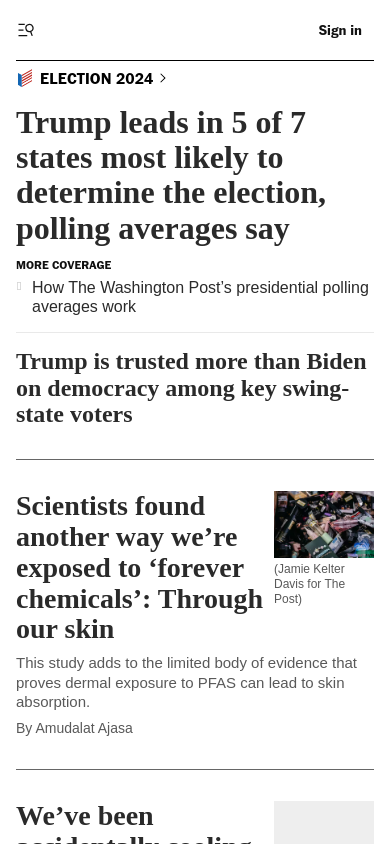 Sign in
ELECTION 2024
Trump leads in 5 of 7
states most likely to
determine the election,
polling averages say
MORE COVERAGE
How The Washington Post’s presidential polling
averages work
Trump is trusted more than Biden
on democracy among key swing-
state voters
Scientists found
another way we’re
exposed to ‘forever
chemicals’: Through
our skin
(Jamie Kelter
Davis for The
Post)
This study adds to the limited body of evidence that
proves dermal exposure to PFAS can lead to skin
absorption.
By Amudalat Ajasa
We’ve been
accidentally cooling